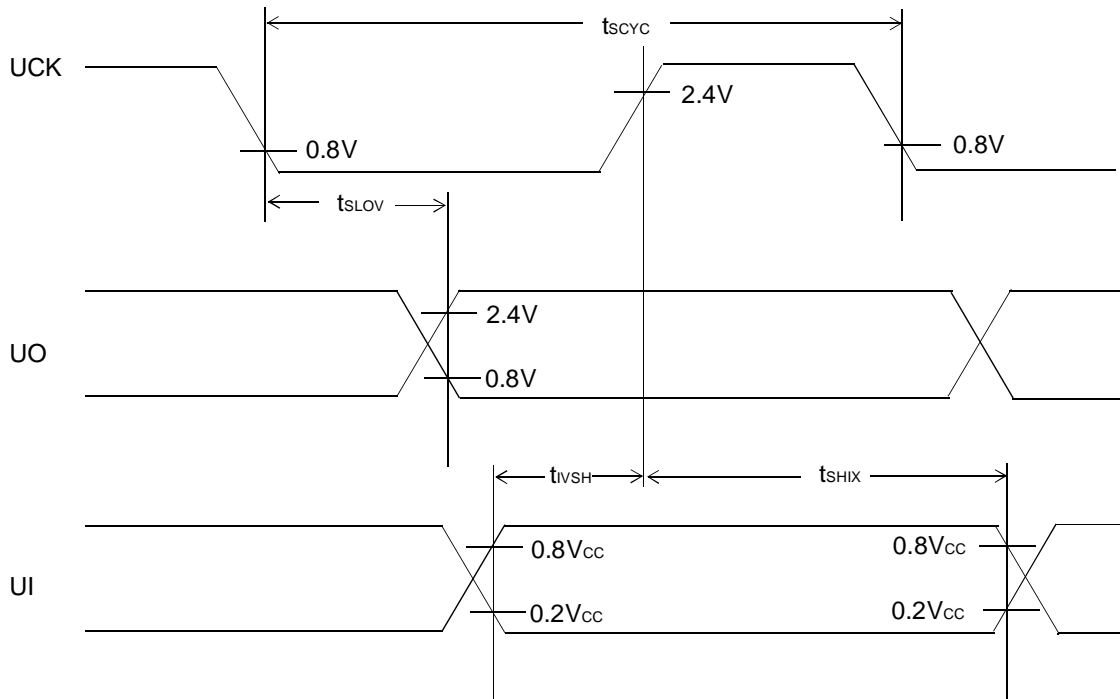 tSCYC
UCK
2.4V
0.8V
0.8V
tSLOV
2.4V
UO
0.8V
tIVSH
tSHIX
0.8VCC
0.8VCC
UI
0.2VCC
0.2VCC